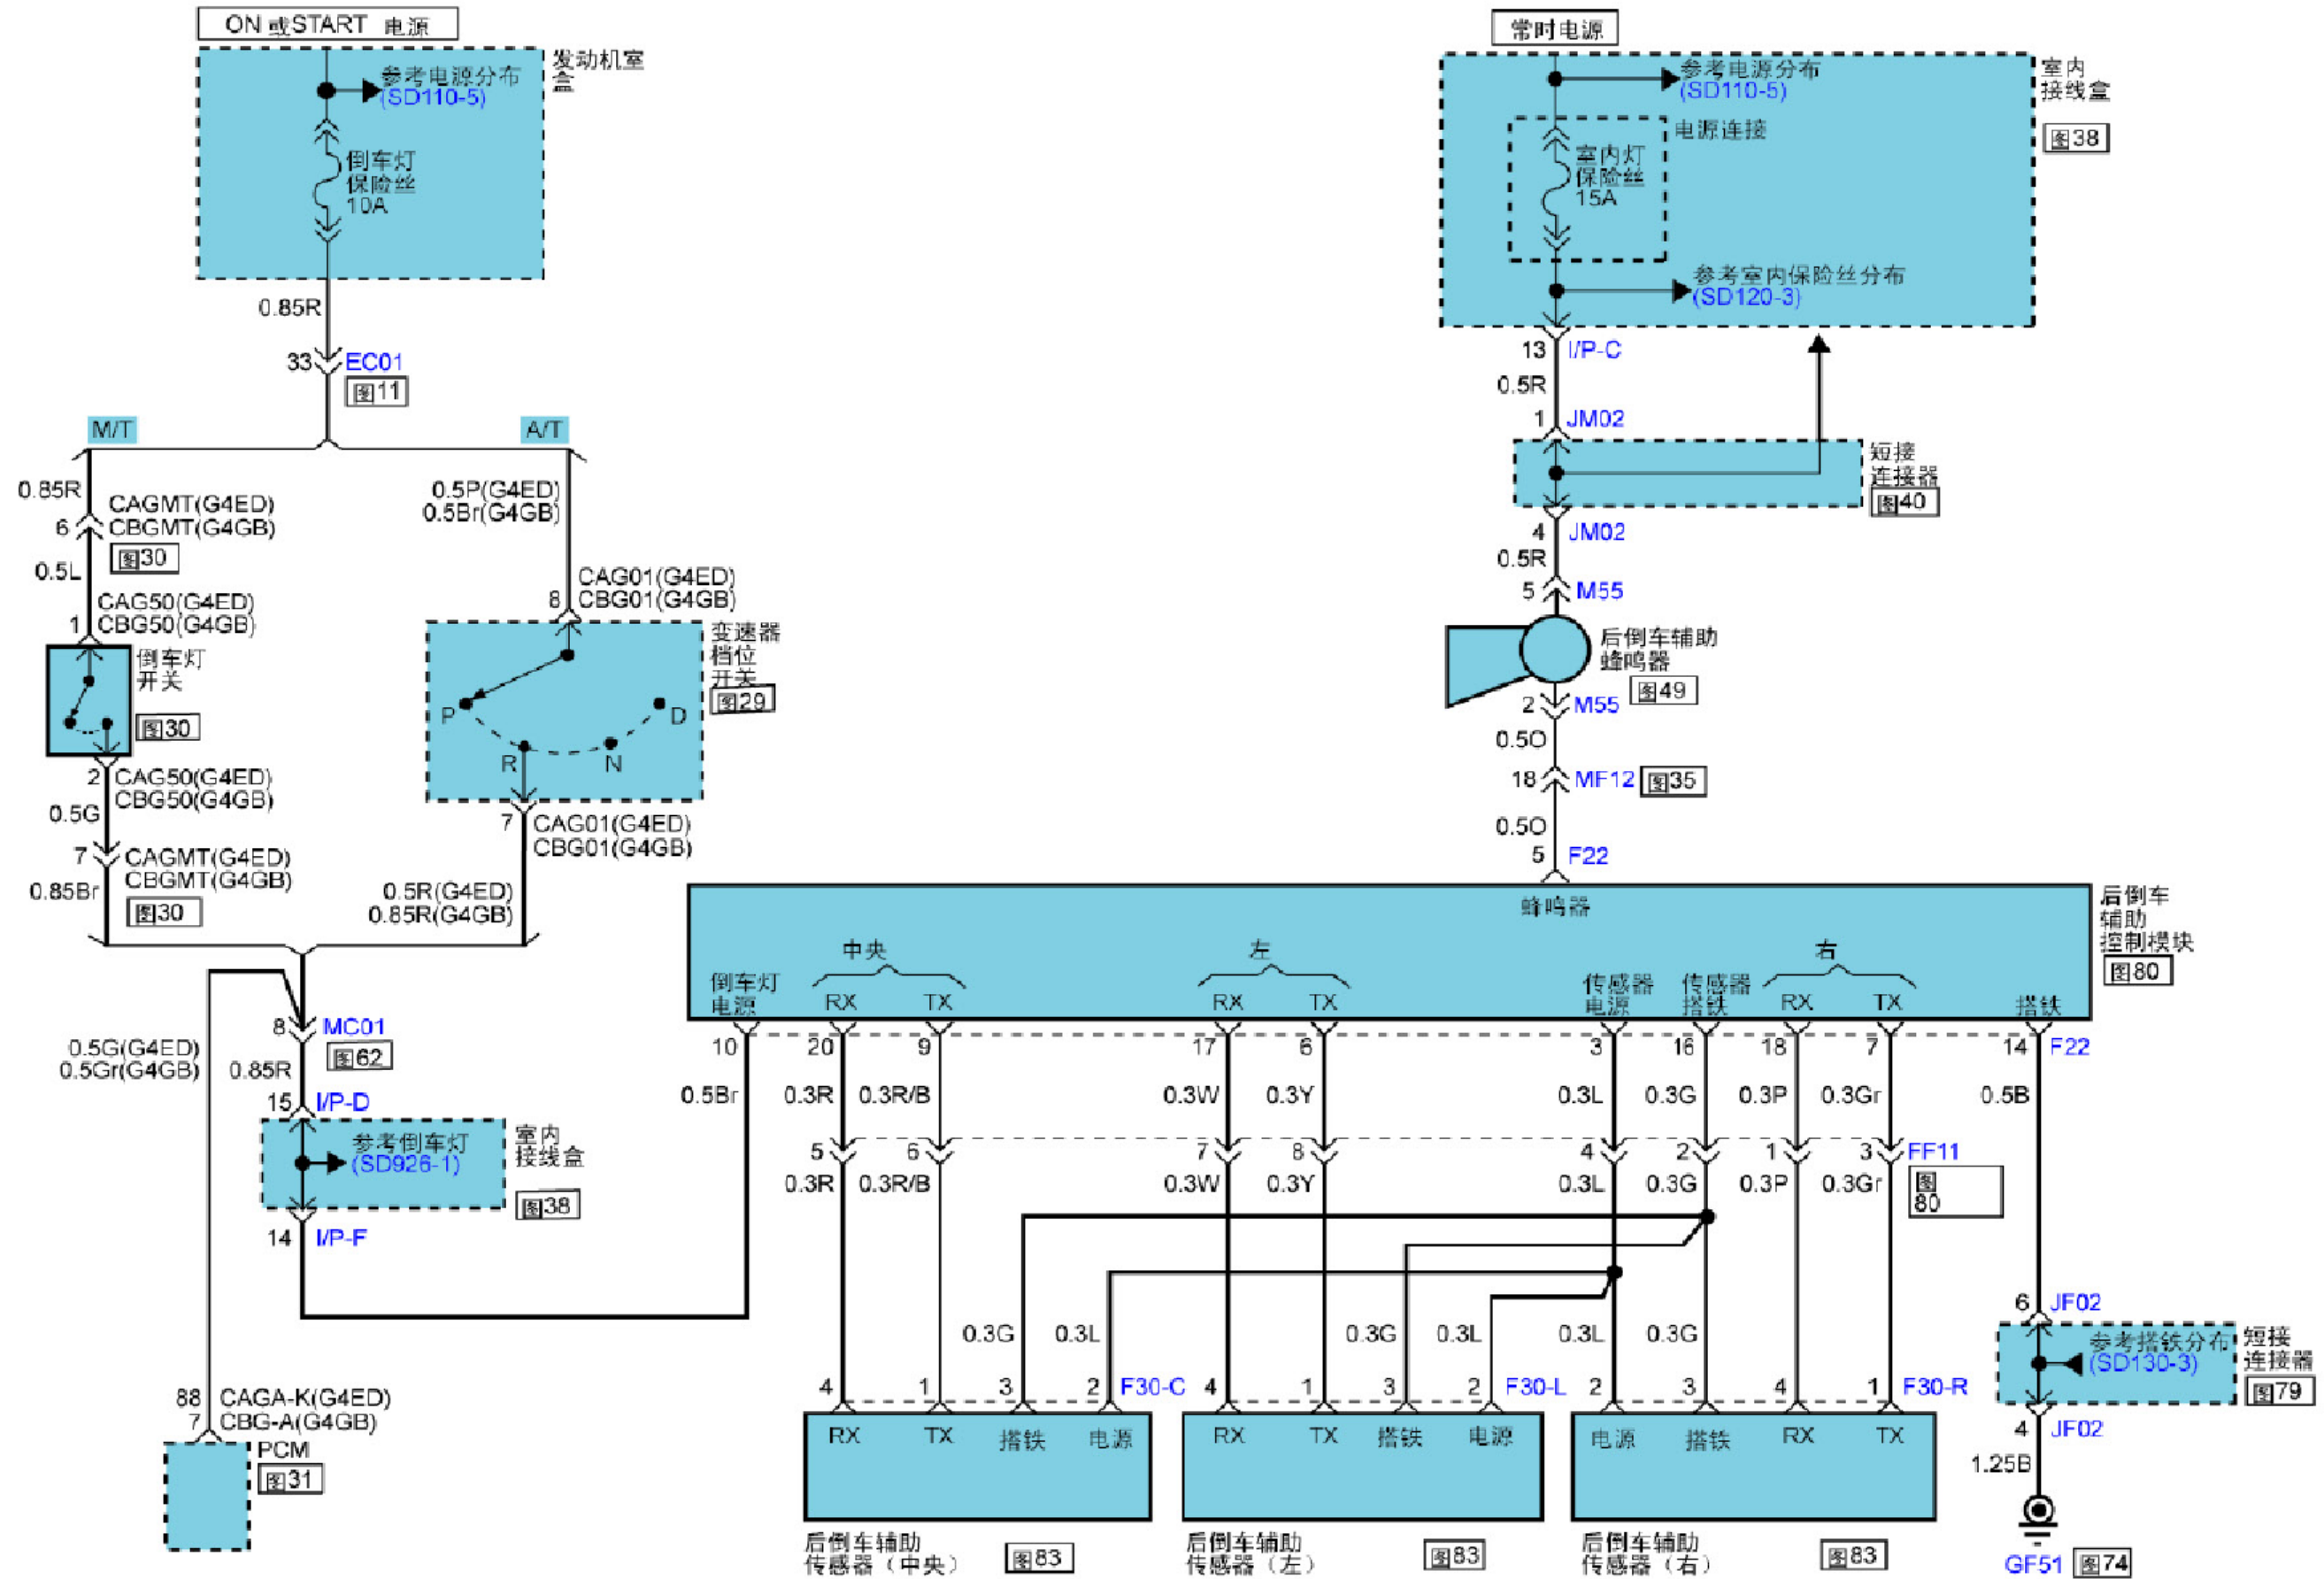 ON 或START 电源
发动机室
盒
参考电源分布
(SD110-5)
倒车灯
保险丝
10A
0.85R
33
EC01
图11
M/T
A/T
0.85R
CAGMT(G4ED)
6
CBGMT(G4GB)
图30
0.5L
CAG50(G4ED)
1
CBG50(G4GB)
倒车灯
开关
图30
2
CAG50(G4ED)
CBG50(G4GB)
0.5G
7
CAGMT(G4ED)
CBGMT(G4GB)
0.85Br
图30
0.5P(G4ED)
0.5Br(G4GB)
CAG01(G4ED)
8
CBG01(G4GB)
变速器
档位
开关
图29
P
R
N
D
7
CAG01(G4ED)
CBG01(G4GB)
0.5R(G4ED)
0.85R(G4GB)
8
MC01
图62
0.5G(G4ED)
0.5Gr(G4GB)
0.85R
15
I/P-D
参考倒车灯
(SD926-1)
室内
接线盒
图38
14
I/P-F
88
CAGA-K(G4ED)
7
CBG-A(G4GB)
PCM
图31
常时电源
室内
接线盒
图38
参考电源分布
(SD110-5)
电源连接
室内灯
保险丝
15A
参考室内保险丝分布
(SD120-3)
13
I/P-C
0.5R
1
JM02
短接
连接器
图40
4
JM02
0.5R
5
M55
后倒车辅助
蜂鸣器
图49
2
M55
0.5O
18
MF12
图35
0.5O
5
F22
蜂鸣器
后倒车
辅助
控制模块
图80
中央
左
右
倒车灯
电源
RX
TX
RX
TX
传感器
电源
传感器
搭铁
RX
TX
搭铁
10
20
9
17
6
3
16
18
7
14
F22
0.5Br
0.3R
0.3R/B
0.3W
0.3Y
0.3L
0.3G
0.3P
0.3Gr
0.5B
5
6
7
8
4
2
1
3
FF11
0.3R
0.3R/B
0.3W
0.3Y
0.3L
0.3G
0.3P
0.3Gr
图
80
0.3G
0.3L
0.3G
0.3L
0.3L
0.3G
4
1
3
2
F30-C
4
1
3
2
F30-L
2
3
4
1
F30-R
RX
TX
搭铁
电源
RX
TX
搭铁
电源
电源
搭铁
RX
TX
后倒车辅助
传感器（中央）
图83
后倒车辅助
传感器（左）
图83
后倒车辅助
传感器（右）
图83
6
JF02
参考搭铁分布
(SD130-3)
短接
连接器
图79
4
JF02
1.25B
GF51
图74